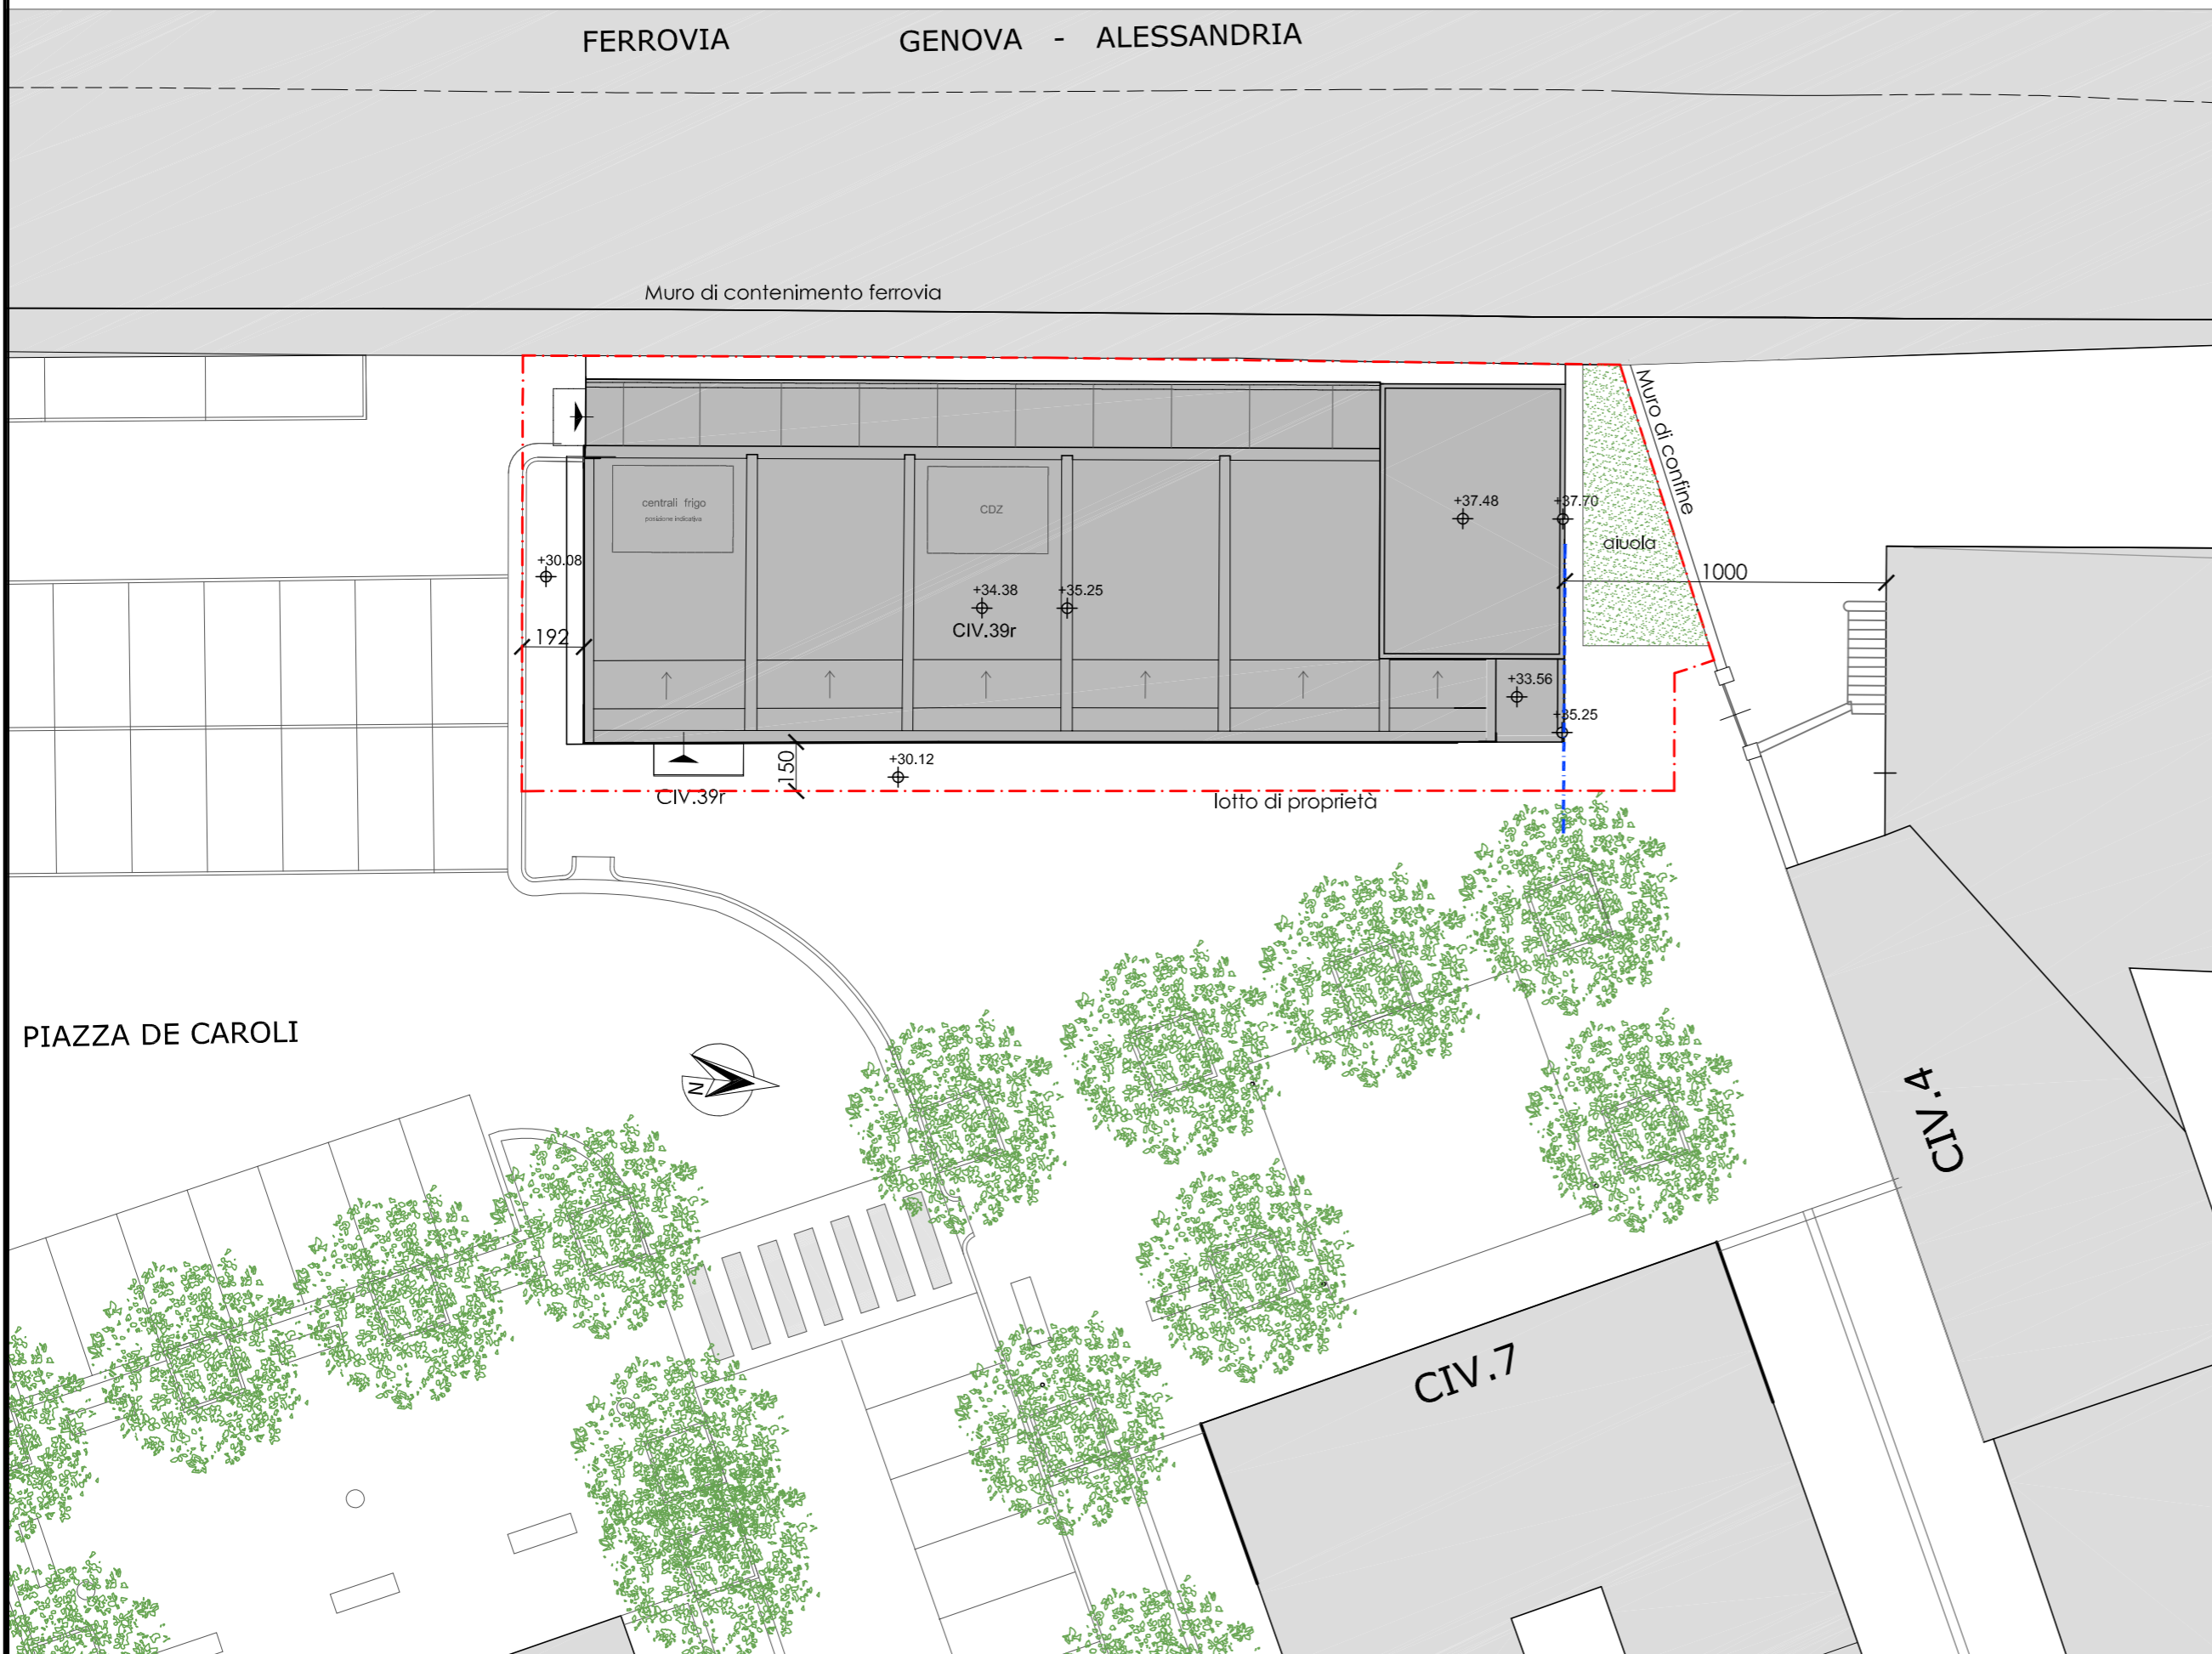 FERROVIA GENOVA - ALESSANDRIA
Muro di contenimento ferrovia
Muro di confine
centrali frigo
posizione indicativa
CDZ
+37.48
+37.70
aiuola
+30.08
1000
+34.38
+35.25
CIV.39r
192
+33.56
+35.25
150
+30.12
CIV.39r
lotto di proprietà
PIAZZA DE CAROLI
N
CIV.4
CIV.7